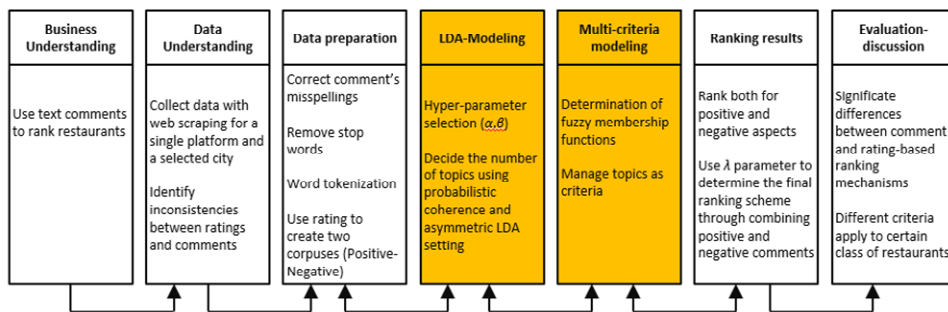 Business
Understanding
Use text comments
to rank restaurants
Data
Understanding
Collect data with
web scraping for a
single platform and
a selected city
Identify
inconsistencies
between ratings
and comments
Data preparation
Correct comment's
misspellings
Remove stop
words
Word tokenization
Use rating to
create two
corpuses (Positive-
Negative)
LDA-Modeling
Hyper-parameter
selection (α,β)
Decide the number
of topics using
probabilistic
coherence and
asymmetric LDA
setting
Multi-criteria
modeling
Determination of
fuzzy membership
functions
Manage topics as
criteria
Ranking results
Rank both for
positive and
negative aspects
Use λ parameter to
determine the final
ranking scheme
through combining
positive and
negative comments
Evaluation-
discussion
Significate
differences
between comment
and rating-based
ranking
mechanisms
Different criteria
apply to certain
class of restaurants